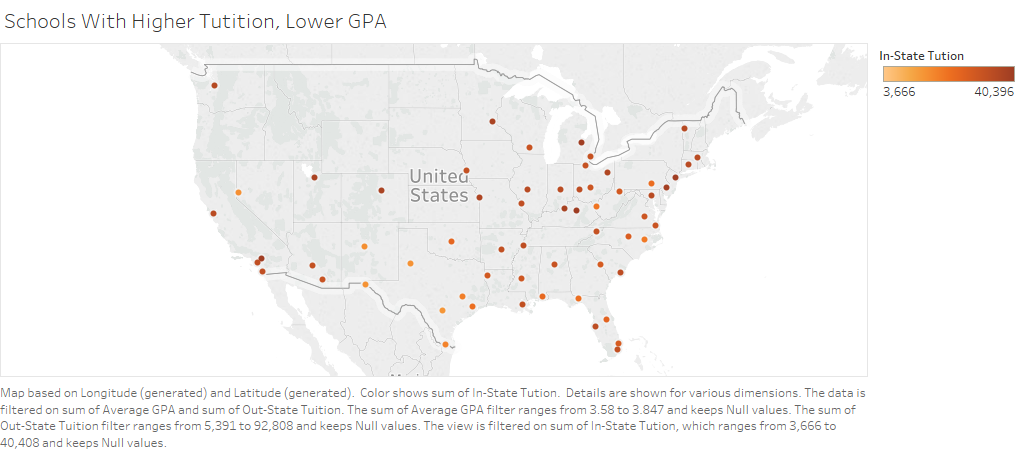 Schools With Higher Tutition, Lower GPA
In-State Tution
3,666 40,396
United
States
Map based on Longitude (generated) and Latitude (generated).  Color shows sum of In-State Tution.  Details are shown for various dimensions. The data is
filtered on sum of Average GPA and sum of Out-State Tuition. The sum of Average GPA filter ranges from 3.58 to 3.847 and keeps Null values. The sum of
Out-State Tuition filter ranges from 5,391 to 92,808 and keeps Null values. The view is filtered on sum of In-State Tution, which ranges from 3,666 to
40,408 and keeps Null values.